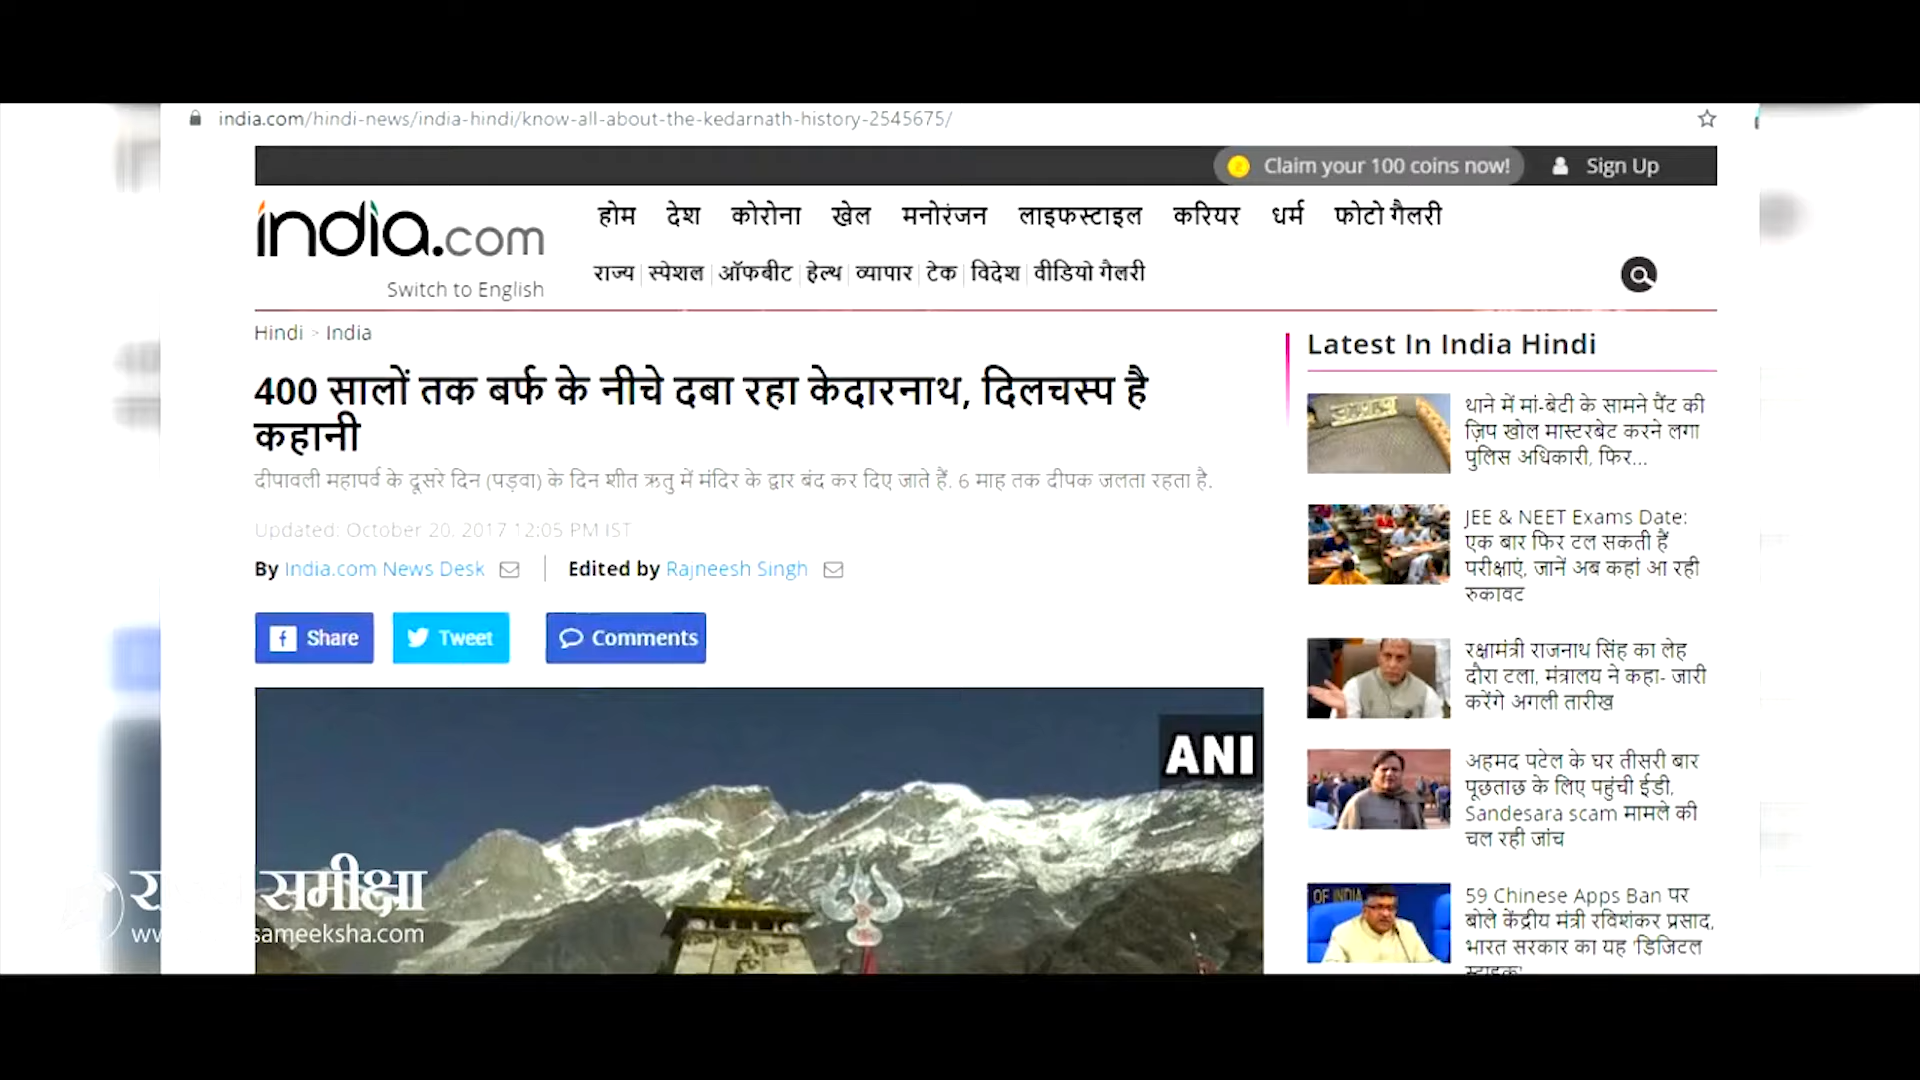 india.com/hindi-news/india-hindi/know-all-about-the-kedarnath-history-2545675/
Claim your 100 coins now!
Sign Up
india.com
Switch to English
होम देश कोरोना खेल मनोरंजन लाइफस्टाइल करियर धर्म फोटो गैलरी
राज्य स्पेशल ऑफबीट हेल्थ व्यापार टेक विदेश वीडियो गैलरी
Hindi > India
400 सालों तक बर्फ के नीचे दबा रहा केदारनाथ, दिलचस्प है
कहानी
दीपावली महापर्व के दूसरे दिन (पड़वा) के दिन शीत ऋतु में मंदिर के द्वार बंद कर दिए जाते हैं. 6 माह तक दीपक जलता रहता है.
Updated: October 20, 2017 12:05 PM IST
By India.com News Desk
Edited by Rajneesh Singh
Share
Tweet
Comments
ANI
समीक्षा
sameeksha.com
Latest In India Hindi
थाने में मां-बेटी के सामने पैंट की
ज़िप खोल मास्टरबेट करने लगा
पुलिस अधिकारी, फिर...
JEE & NEET Exams Date:
एक बार फिर टल सकती हैं
परीक्षाएं, जानें अब कहां आ रही
रुकावट
रक्षामंत्री राजनाथ सिंह का लेह
दौरा टला, मंत्रालय ने कहा- जारी
करेंगे अगली तारीख
अहमद पटेल के घर तीसरी बार
पूछताछ के लिए पहुंची ईडी,
Sandesara scam मामले की
चल रही जांच
OF INDIA
59 Chinese Apps Ban पर
बोले केंद्रीय मंत्री रविशंकर प्रसाद,
भारत सरकार का यह 'डिजिटल